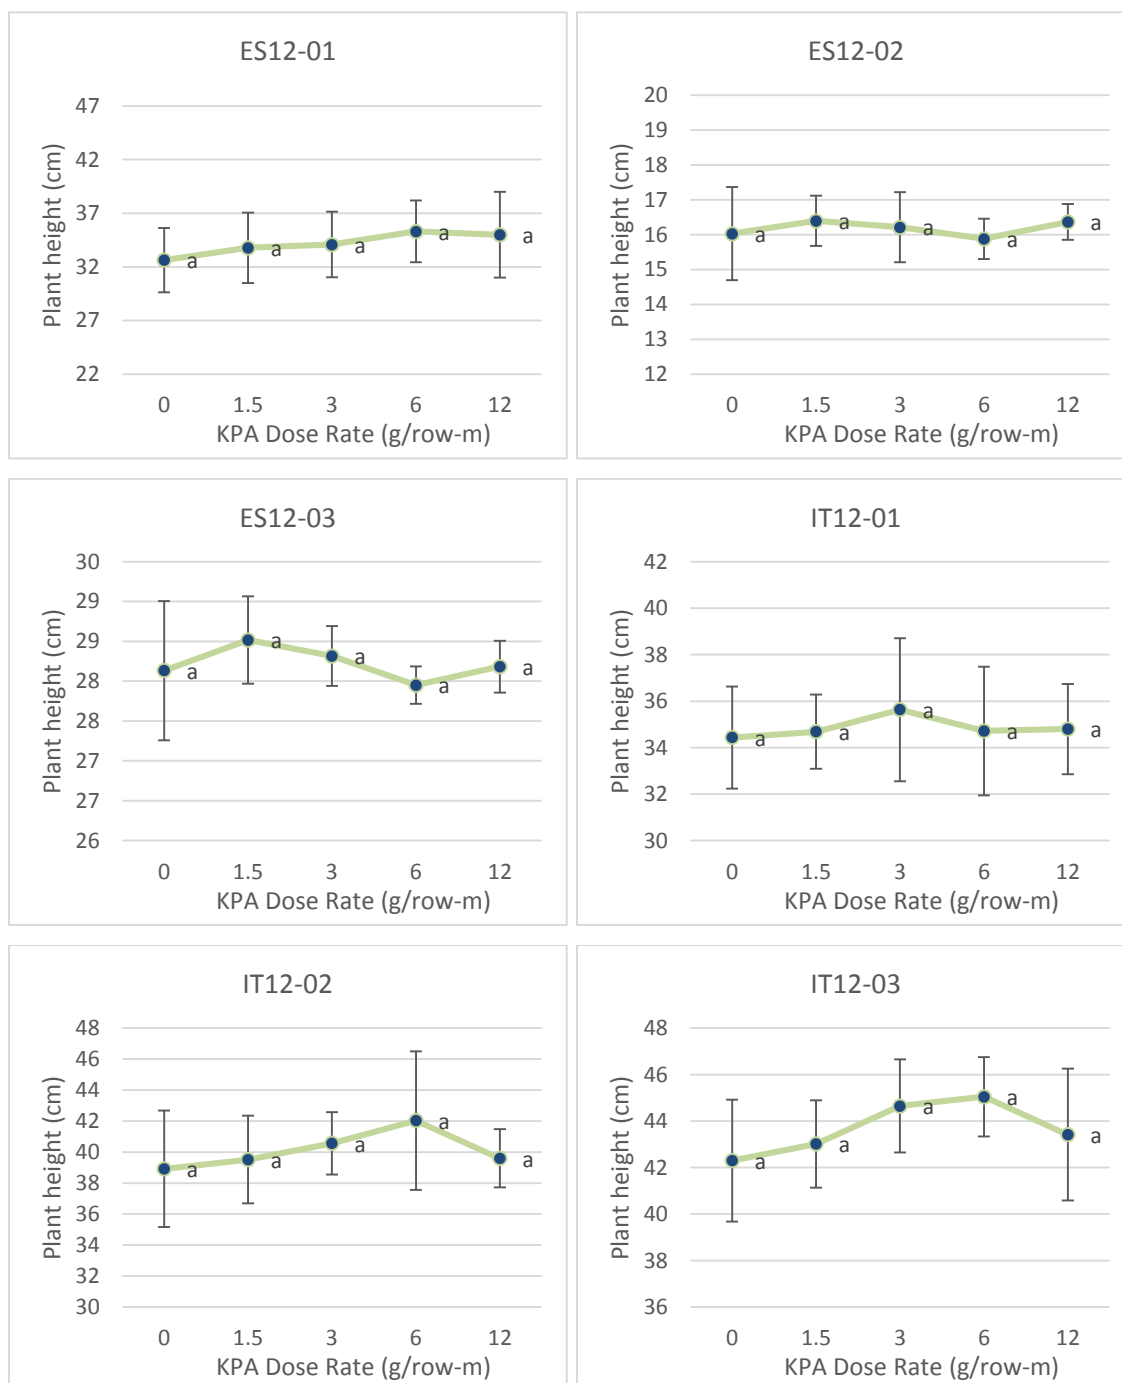 ES12-01
Plant height (cm)
47
42
37
32
27
22
a
a
a
a
a
0 1.5 3 6 12
KPA Dose Rate (g/row-m)
ES12-02
Plant height (cm)
20
19
18
17
16
15
14
13
12
a
a
a
a
a
0 1.5 3 6 12
KPA Dose Rate (g/row-m)
ES12-03
Plant height (cm)
30
29
29
28
28
27
27
26
a
a
a
a
a
0 1.5 3 6 12
KPA Dose Rate (g/row-m)
IT12-01
Plant height (cm)
42
40
38
36
34
32
30
a
a
a
a
a
0 1.5 3 6 12
KPA Dose Rate (g/row-m)
IT12-02
Plant height (cm)
48
46
44
42
40
38
36
34
32
30
a
a
a
a
a
0 1.5 3 6 12
KPA Dose Rate (g/row-m)
IT12-03
Plant height (cm)
48
46
44
42
40
38
36
a
a
a
a
a
0 1.5 3 6 12
KPA Dose Rate (g/row-m)